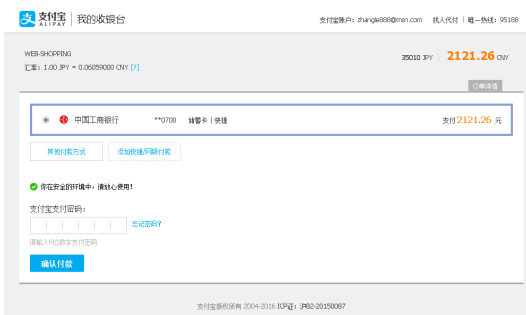 支付宝 | 我的收银台
ALIPAY
支付宝账户: zhangle888@msn.com 找人代付 | 唯一热线: 95188
WEB-SHOPPING
汇率: 1.00 JPY = 0.06059000 CNY [?]
35010 JPY | 2121.26 CNY
订单详情
中国工商银行 **0708 储蓄卡 | 快捷 支付 2121.26 元
其他付款方式 添加快捷/网银付款
你在安全的环境中,请放心使用!
支付宝支付密码:
忘记密码?
请输入6位数字支付密码
确认付款
支付宝版权所有 2004-2016 ICP证: 沪B2-20150087